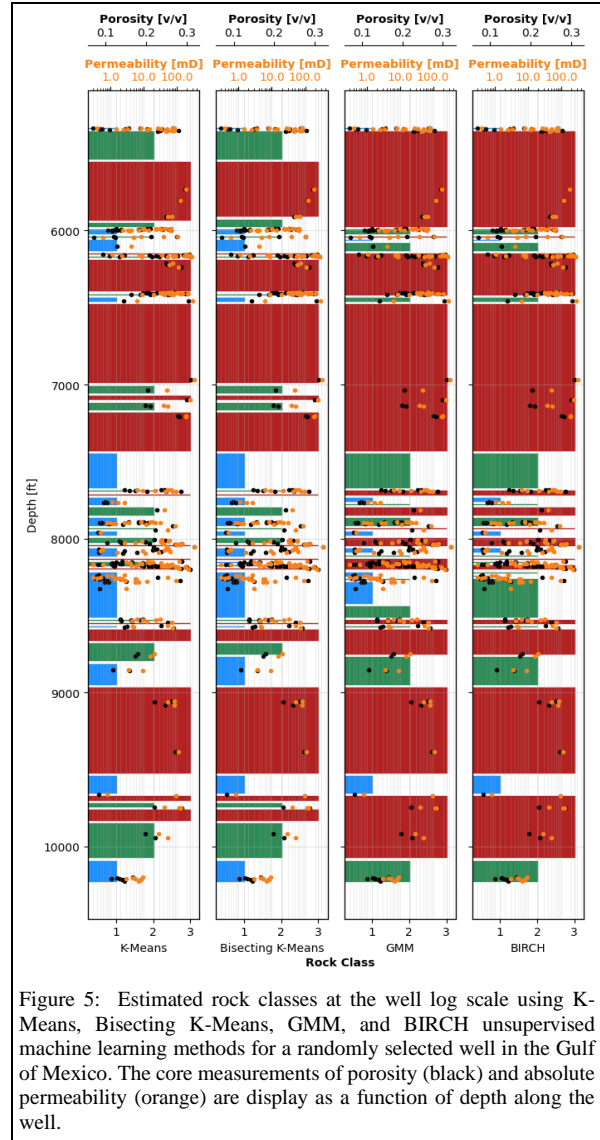 Porosity [v/v] Porosity [v/v] Porosity [v/v] Porosity [v/v]
0.1 0.2 0.3 0.1 0.2 0.3 0.1 0.2 0.3 0.1 0.2 0.3
Permeability [mD] Permeability [mD] Permeability [mD] Permeability [mD]
1.0 10.0 100.0 1.0 10.0 100.0 1.0 10.0 100.0 1.0 10.0 100.0
6000
7000
Depth [ft]
8000
9000
10000
1 2 3 1 2 3 1 2 3 1 2 3
K-Means Bisecting K-Means GMM BIRCH
Rock Class
Figure 5: Estimated rock classes at the well log scale using K-
Means, Bisecting K-Means, GMM, and BIRCH unsupervised
machine learning methods for a randomly selected well in the Gulf
of Mexico. The core measurements of porosity (black) and absolute
permeability (orange) are display as a function of depth along the
well.